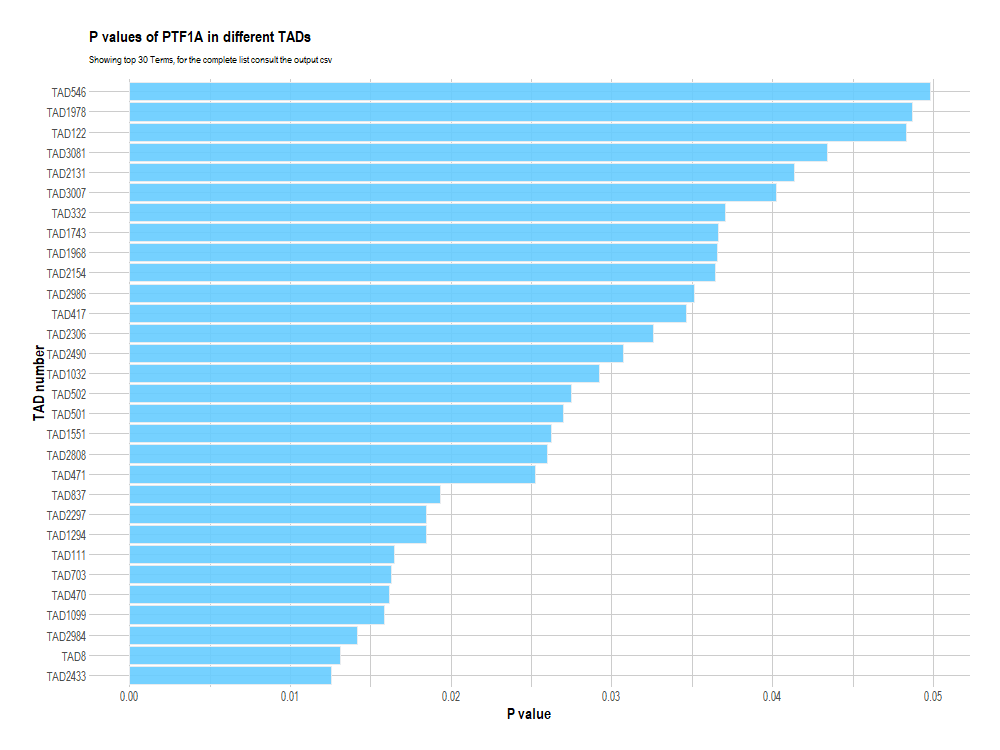 P values of PTF1A in different TADs
Showing top 30 Terms, for the complete list consult the output csv
TAD546
TAD1978
TAD122
TAD3081
TAD2131
TAD3007
TAD332
TAD1743
TAD1968
TAD2154
TAD2986
TAD417
TAD2306
TAD2490
TAD1032
TAD502
TAD501
TAD1551
TAD2808
TAD471
TAD837
TAD2297
TAD1294
TAD111
TAD703
TAD470
TAD1099
TAD2984
TAD8
TAD2433
TAD number
0.00 0.01 0.02 0.03 0.04 0.05
P value